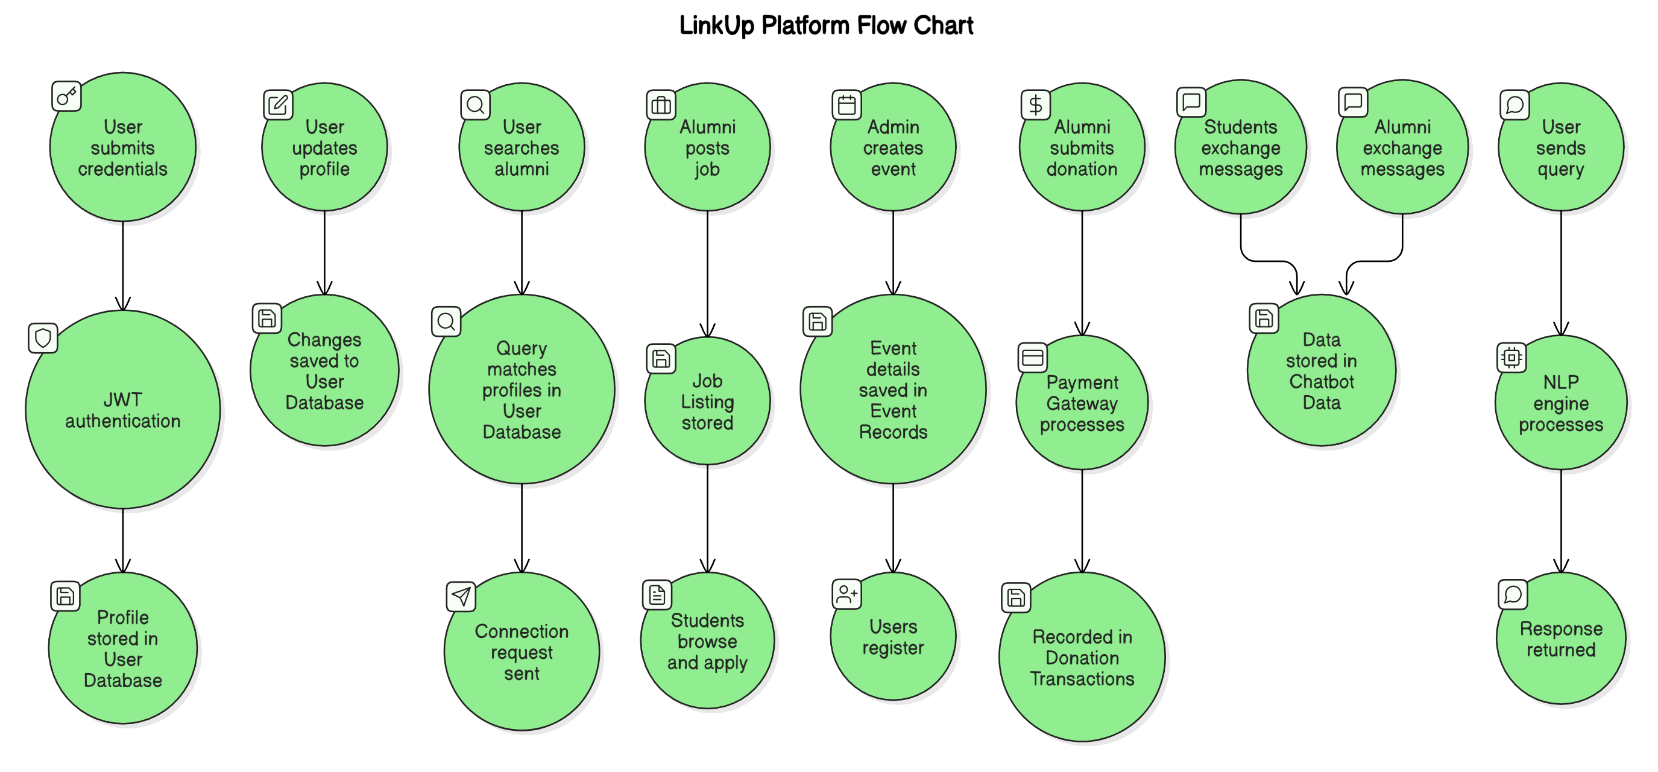 LinkUp Platform Flow Chart
User
submits
credentials
User
updates
profile
User
searches
alumni
Alumni
posts
job
Admin
creates
event
Alumni
submits
donation
Students
exchange
messages
Alumni
exchange
messages
User
sends
query
JWT
authentication
Changes
saved to
User
Database
Query
matches
profiles in
User
Database
Job
Listing
stored
Event
details
saved in
Event
Records
Payment
Gateway
processes
Data
stored in
Chatbot
Data
NLP
engine
processes
Profile
stored in
User
Database
Connection
request
sent
Students
browse
and apply
Users
register
Recorded in
Donation
Transactions
Response
returned